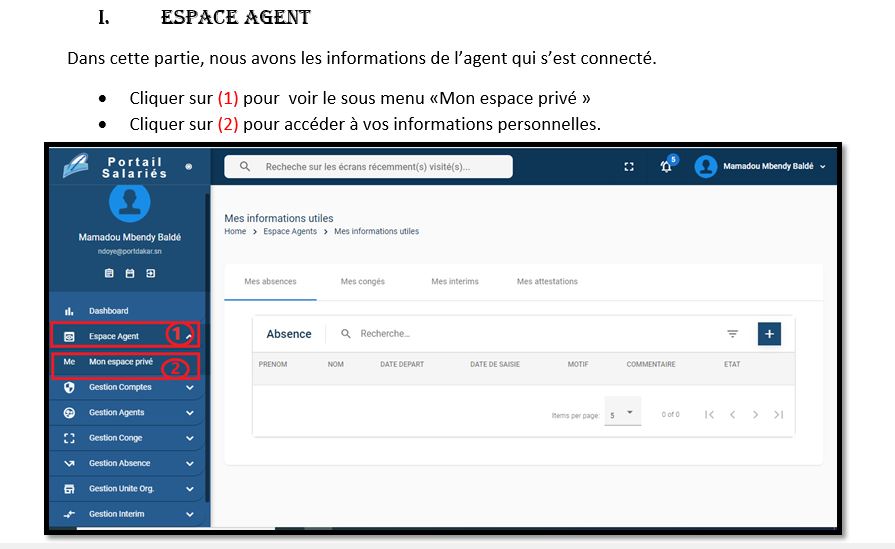 I. ESPACE AGENT
Dans cette partie, nous avons les informations de l'agent qui s'est connecté.
• Cliquer sur (1) pour voir le sous menu «Mon espace privé »
• Cliquer sur (2) pour accéder à vos informations personnelles.
Portail
Salariés
Recheche sur les écrans récemment(s) visité(s)...
5
Mamadou Mbendy Baldé
Mamadou Mbendy Baldé
ndoye@portdakar.sn
Dashboard
Espace Agent 1
Me Mon espace privé 2
Gestion Comptes
Gestion Agents
Gestion Conge
Gestion Absence
Gestion Unite Org.
Gestion Interim
Mes informations utiles
Home > Espace Agents > Mes informations utiles
Mes absences Mes congés Mes interims Mes attestations
Absence Recherche... +
PRENOM NOM DATE DEPART DATE DE SAISIE MOTIF COMMENTAIRE ETAT
Items per page: 5 0 of 0